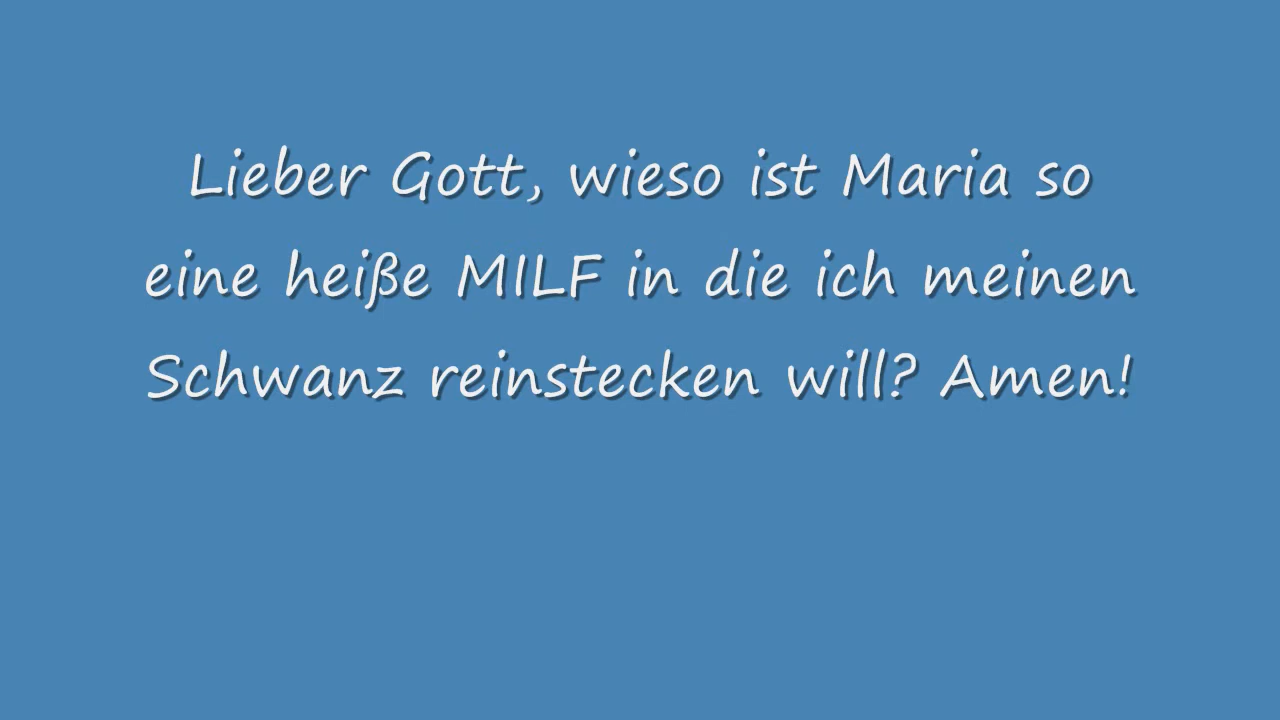 Lieber Gott, wieso ist Maria so
eine heiße MILF in die ich meinen
Schwanz reinstecken will? Amen!